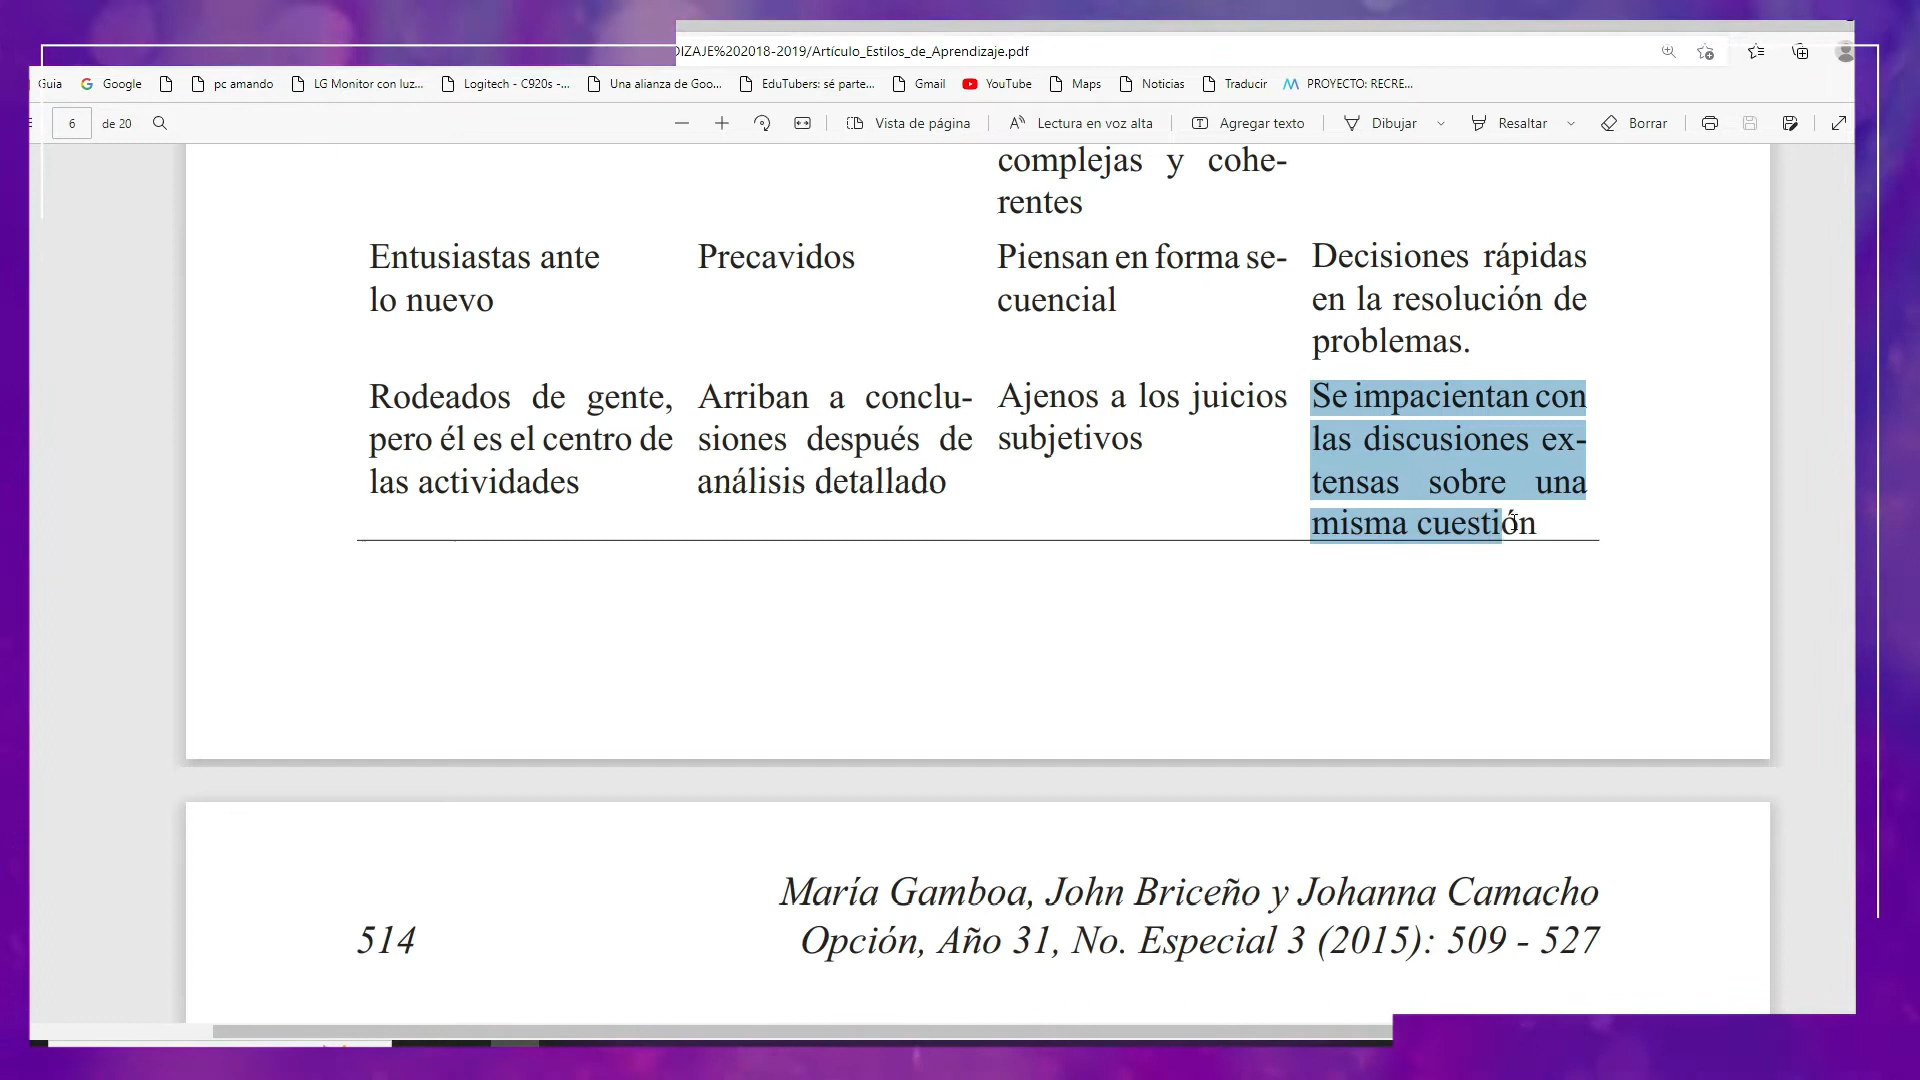 DIZAJE%202018-2019/Artículo_Estilos_de_Aprendizaje.pdf
Guia Google pc amando LG Monitor con luz... Logitech - C920s -... Una alianza de Goo... EduTubers: sé parte... Gmail YouTube Maps Noticias Traducir PROYECTO: RECRE...
6 de 20 Vista de página Lectura en voz alta Agregar texto Dibujar Resaltar Borrar
complejas y cohe-
rentes
Entusiastas ante
lo nuevo
Precavidos
Piensan en forma se-
cuencial
Decisiones rápidas
en la resolución de
problemas.
Rodeados de gente,
pero él es el centro de
las actividades
Arriban a conclu-
siones después de
análisis detallado
Ajenos a los juicios
subjetivos
Se impacientan con
las discusiones ex-
tensas sobre una
misma cuestión
María Gamboa, John Briceño y Johanna Camacho
514 Opción, Año 31, No. Especial 3 (2015): 509 - 527